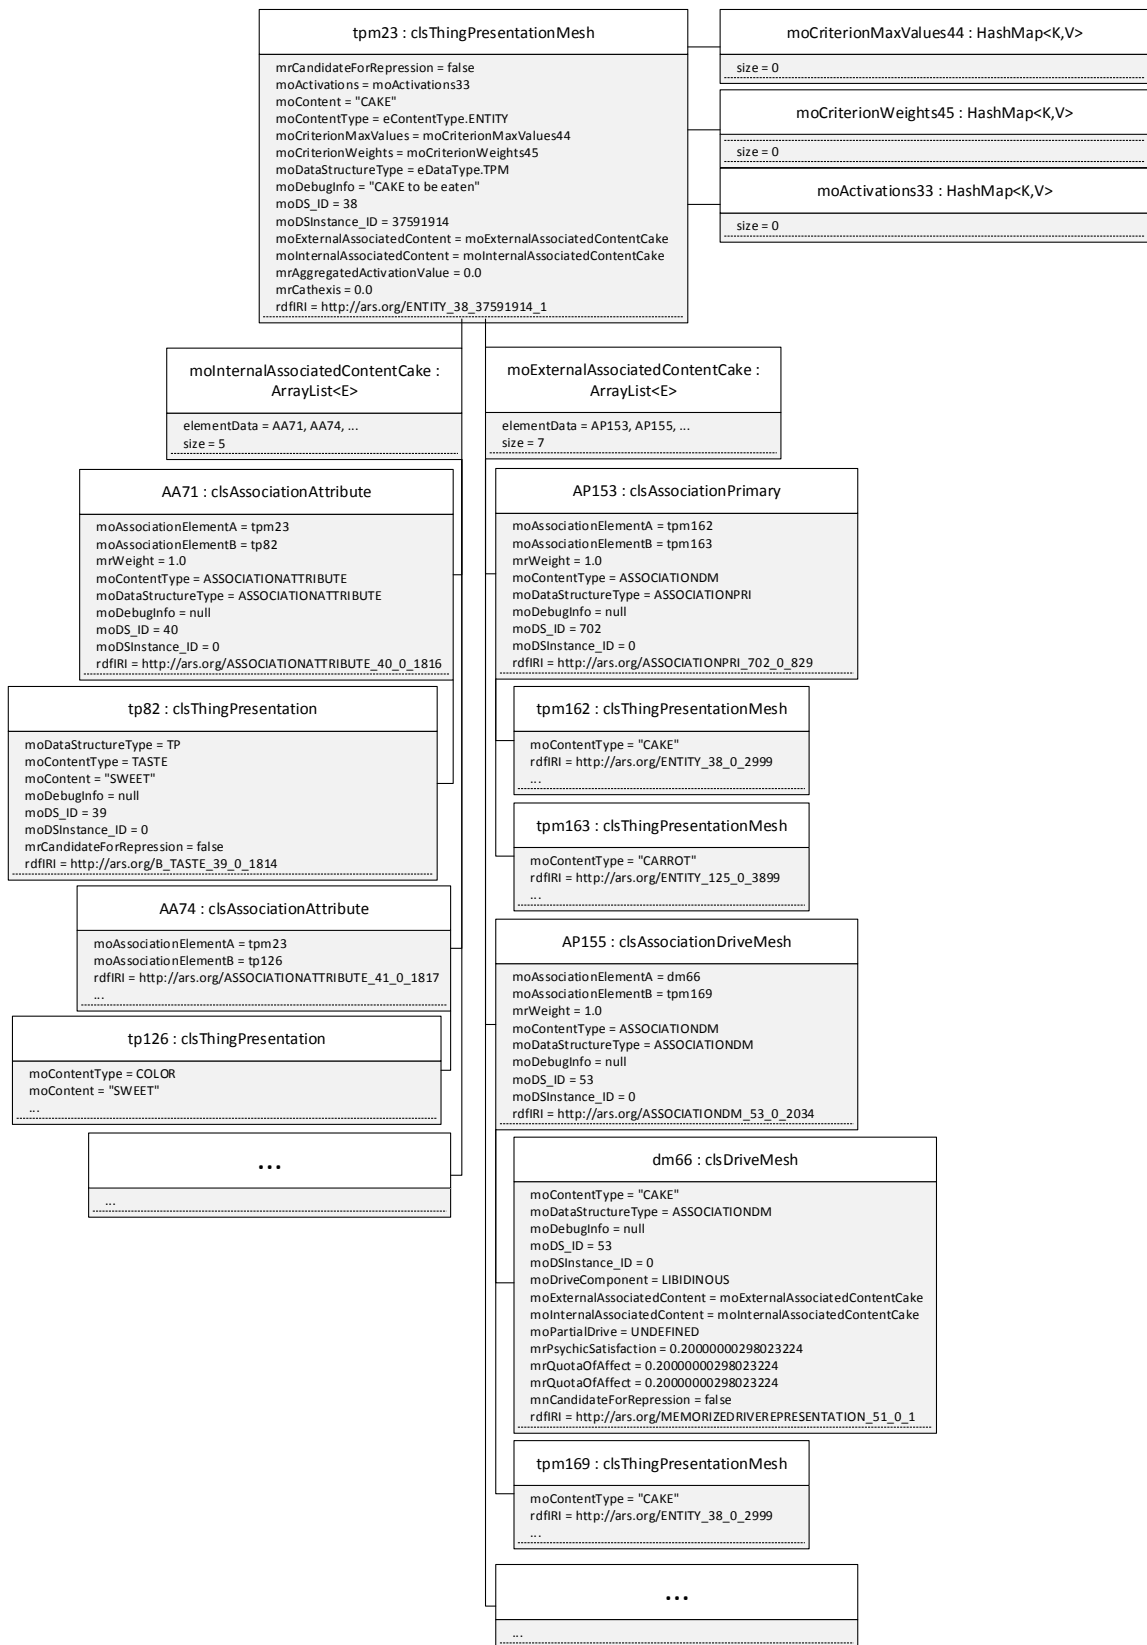 tpm23 : clsThingPresentationMesh
mrCandidateForRepression = false
moActivations = moActivations33
moContent = "CAKE"
moContentType = eContentType.ENTITY
moCriterionMaxValues = moCriterionMaxValues44
moCriterionWeights = moCriterionWeights45
moDataStructureType = eDataType.TPM
moDebugInfo = "CAKE to be eaten"
moDS_ID = 38
moDSInstance_ID = 37591914
moExternalAssociatedContent = moExternalAssociatedContentCake
moInternalAssociatedContent = moInternalAssociatedContentCake
mrAggregatedActivationValue = 0.0
mrCathexis = 0.0
rdfIRI = http://ars.org/ENTITY_38_37591914_1
moCriterionMaxValues44 : HashMap<K,V>
size = 0
moCriterionWeights45 : HashMap<K,V>
size = 0
moActivations33 : HashMap<K,V>
size = 0
moInternalAssociatedContentCake :
ArrayList<E>
elementData = AA71, AA74, ...
size = 5
moExternalAssociatedContentCake :
ArrayList<E>
elementData = AP153, AP155, ...
size = 7
AA71 : clsAssociationAttribute
moAssociationElementA = tpm23
moAssociationElementB = tp82
mrWeight = 1.0
moContentType = ASSOCIATIONATTRIBUTE
moDataStructureType = ASSOCIATIONATTRIBUTE
moDebugInfo = null
moDS_ID = 40
moDSInstance_ID = 0
rdfIRI = http://ars.org/ASSOCIATIONATTRIBUTE_40_0_1816
tp82 : clsThingPresentation
moDataStructureType = TP
moContentType = TASTE
moContent = "SWEET"
moDebugInfo = null
moDS_ID = 39
moDSInstance_ID = 0
mrCandidateForRepression = false
rdfIRI = http://ars.org/B_TASTE_39_0_1814
AA74 : clsAssociationAttribute
moAssociationElementA = tpm23
moAssociationElementB = tp126
rdfIRI = http://ars.org/ASSOCIATIONATTRIBUTE_41_0_1817
...
tp126 : clsThingPresentation
moContentType = COLOR
moContent = "SWEET"
...
...
...
AP153 : clsAssociationPrimary
moAssociationElementA = tpm162
moAssociationElementB = tpm163
mrWeight = 1.0
moContentType = ASSOCIATIONDM
moDataStructureType = ASSOCIATIONPRI
moDebugInfo = null
moDS_ID = 702
moDSInstance_ID = 0
rdfIRI = http://ars.org/ASSOCIATIONPRI_702_0_829
tpm162 : clsThingPresentationMesh
moContentType = "CAKE"
rdfIRI = http://ars.org/ENTITY_38_0_2999
...
tpm163 : clsThingPresentationMesh
moContentType = "CARROT"
rdfIRI = http://ars.org/ENTITY_125_0_3899
...
AP155 : clsAssociationDriveMesh
moAssociationElementA = dm66
moAssociationElementB = tpm169
mrWeight = 1.0
moContentType = ASSOCIATIONDM
moDataStructureType = ASSOCIATIONDM
moDebugInfo = null
moDS_ID = 53
moDSInstance_ID = 0
rdfIRI = http://ars.org/ASSOCIATIONDM_53_0_2034
dm66 : clsDriveMesh
moContentType = "CAKE"
moDataStructureType = ASSOCIATIONDM
moDebugInfo = null
moDS_ID = 53
moDSInstance_ID = 0
moDriveComponent = LIBIDINOUS
moExternalAssociatedContent = moExternalAssociatedContentCake
moInternalAssociatedContent = moInternalAssociatedContentCake
moPartialDrive = UNDEFINED
mrPsychicSatisfaction = 0.20000000298023224
mrQuotaOfAffect = 0.20000000298023224
mrQuotaOfAffect = 0.20000000298023224
mnCandidateForRepression = false
rdfIRI = http://ars.org/MEMORIZEDRIVEREPRESENTATION_51_0_1
tpm169 : clsThingPresentationMesh
moContentType = "CAKE"
rdfIRI = http://ars.org/ENTITY_38_0_2999
...
...
...